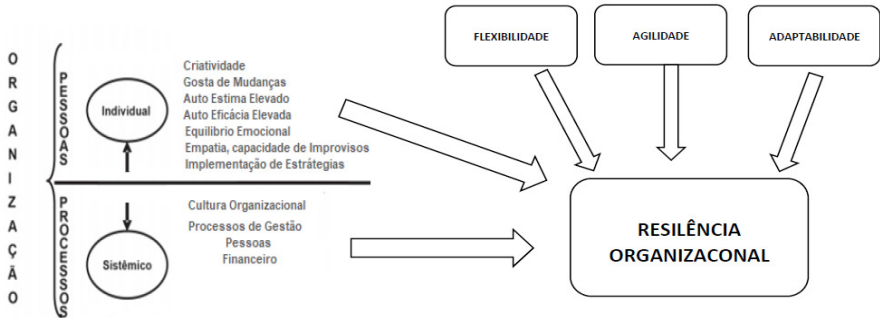 ORGANIZAÇÃO
PESSOAS
Individual
Criatividade
Gosta de Mudanças
Auto Estima Elevado
Auto Eficácia Elevada
Equilibrio Emocional
Empatia, capacidade de Improvisos
Implementação de Estrátegias
PROCESSOS
Sistêmico
Cultura Organizacional
Processos de Gestão
Pessoas
Financeiro
FLEXIBILIDADE
AGILIDADE
ADAPTABILIDADE
RESILÊNCIA
ORGANIZACONAL